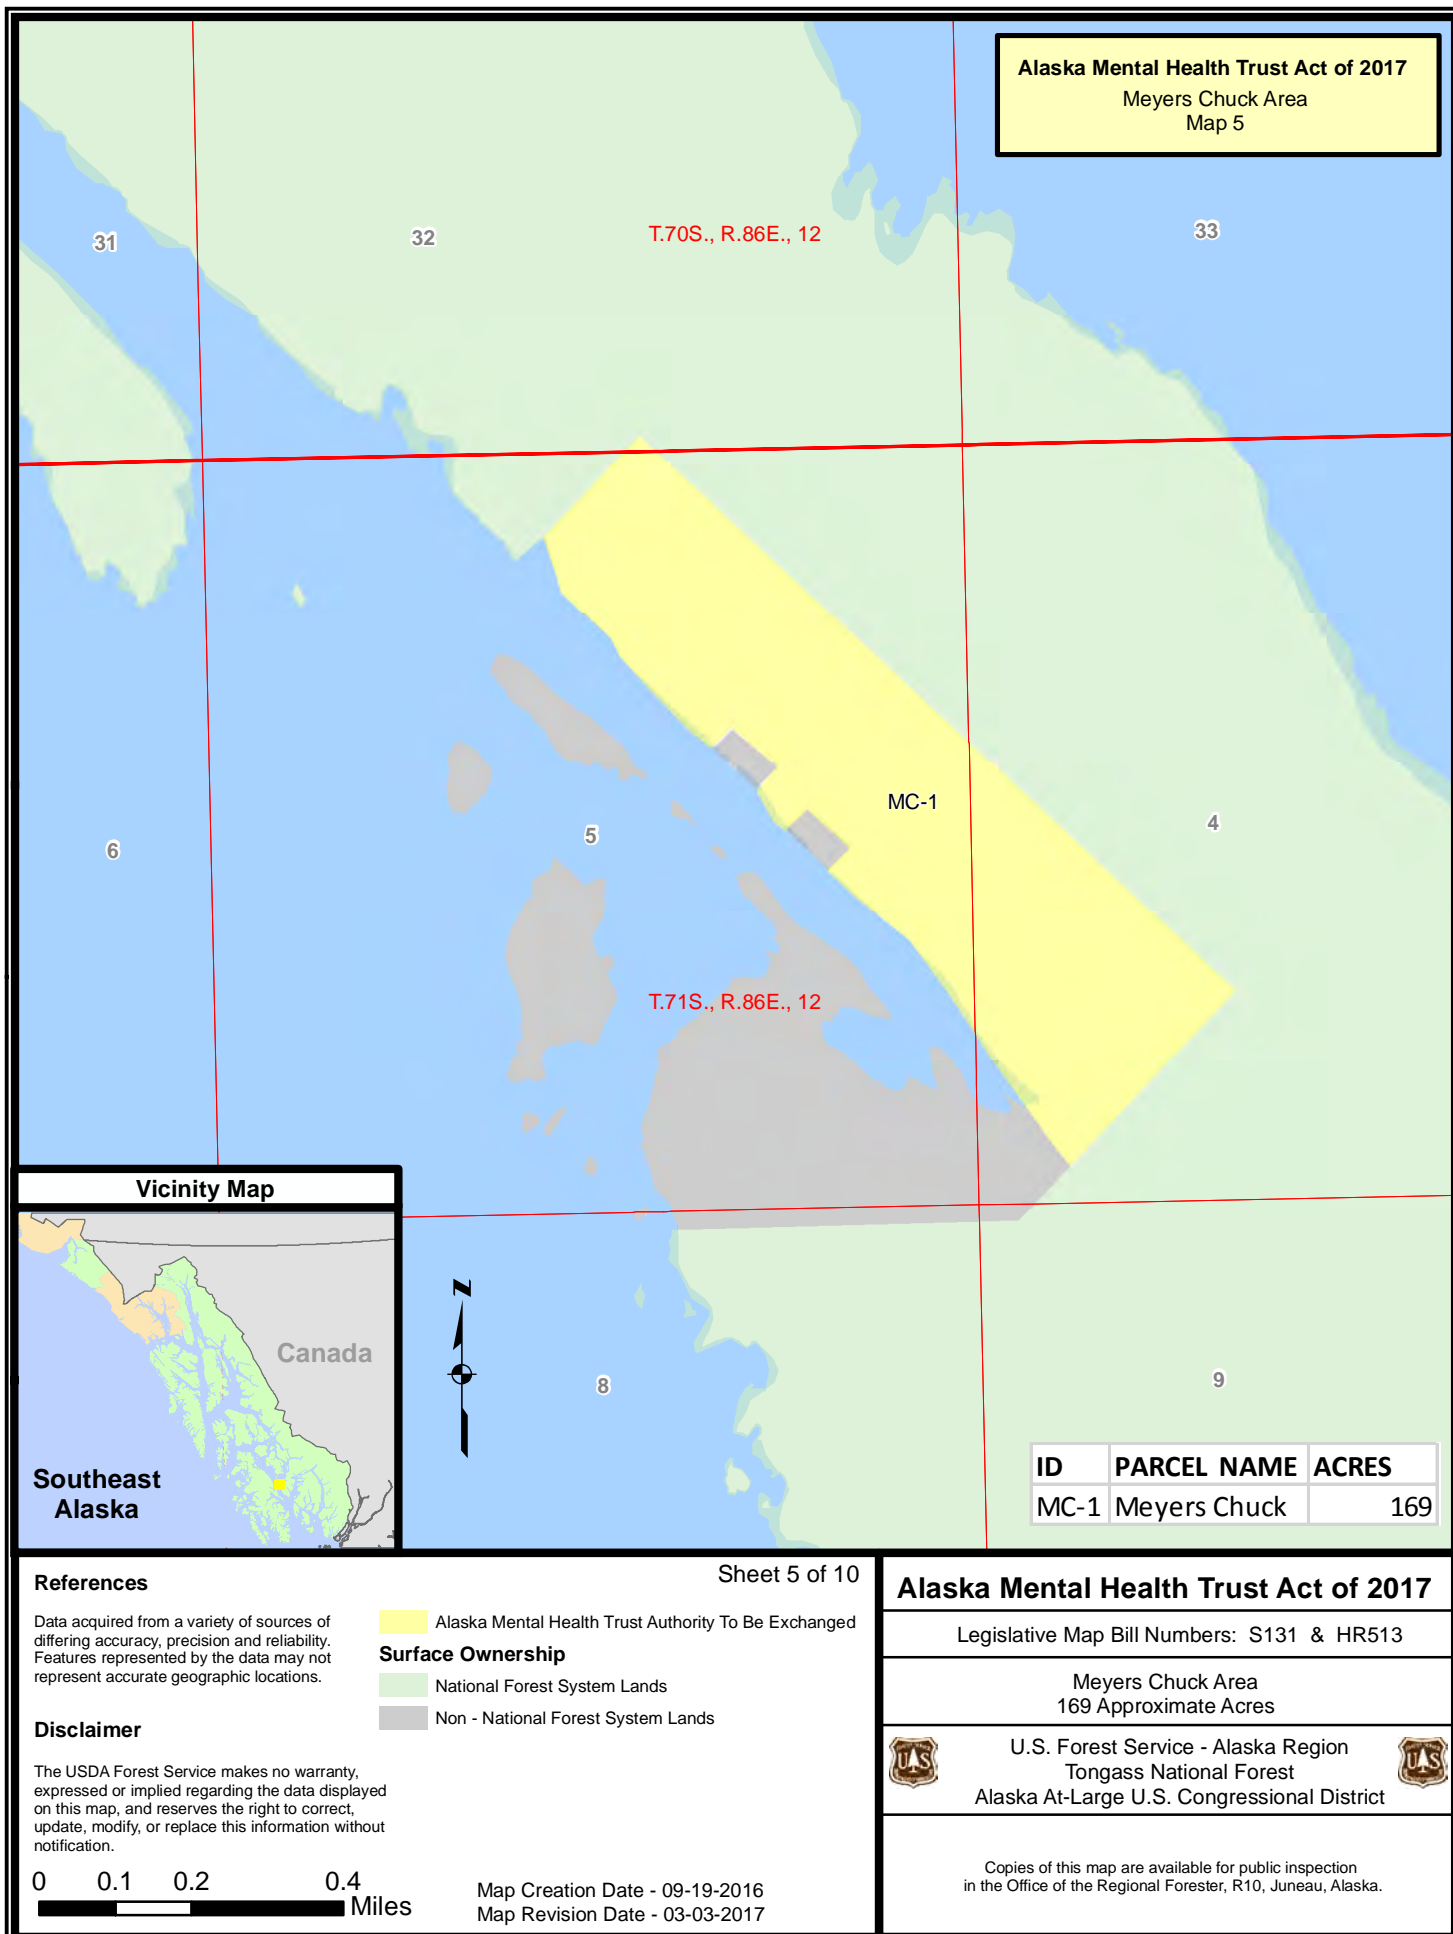 Alaska Mental Health Trust Act of 2017
Meyers Chuck Area
Map 5
31
32
T.70S., R.86E., 12
33
MC-1
6
5
4
T.71S., R.86E., 12
Vicinity Map
Canada
Southeast
Alaska
N
8
9
ID PARCEL NAME ACRES
MC-1 Meyers Chuck 169
References
Data acquired from a variety of sources of
differing accuracy, precision and reliability.
Features represented by the data may not
represent accurate geographic locations.
Disclaimer
The USDA Forest Service makes no warranty,
expressed or implied regarding the data displayed
on this map, and reserves the right to correct,
update, modify, or replace this information without
notification.
0 0.1 0.2 0.4
Miles
Sheet 5 of 10
Alaska Mental Health Trust Authority To Be Exchanged
Surface Ownership
National Forest System Lands
Non - National Forest System Lands
Map Creation Date - 09-19-2016
Map Revision Date - 03-03-2017
Alaska Mental Health Trust Act of 2017
Legislative Map Bill Numbers: S131 & HR513
Meyers Chuck Area
169 Approximate Acres
U.S. Forest Service - Alaska Region
Tongass National Forest
Alaska At-Large U.S. Congressional District
U S
U S
Copies of this map are available for public inspection
in the Office of the Regional Forester, R10, Juneau, Alaska.